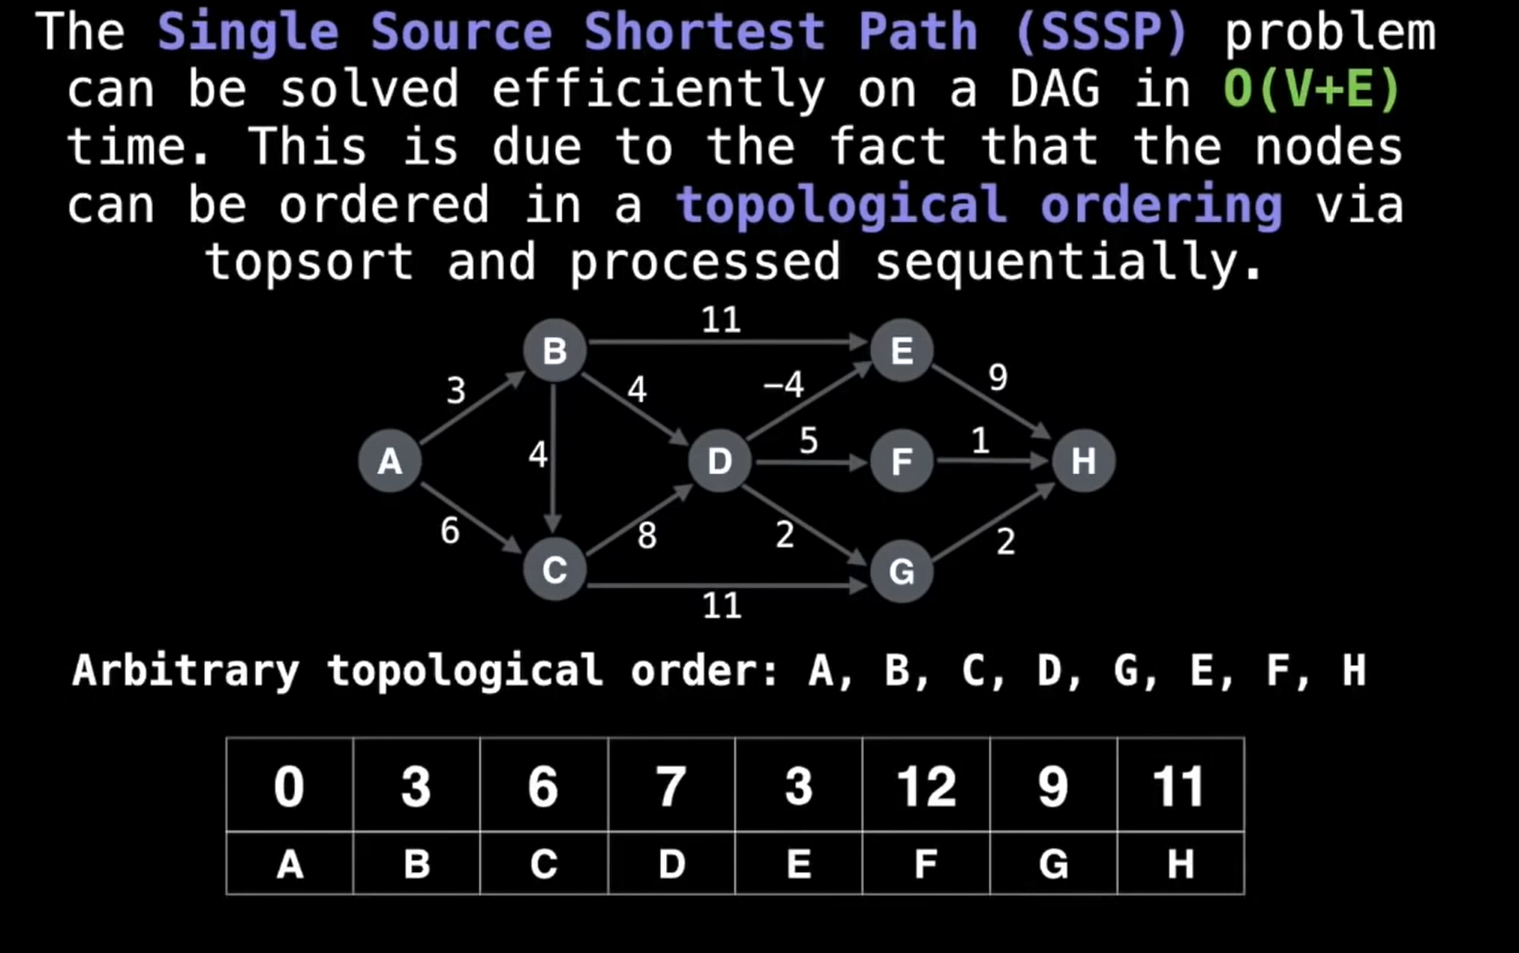 The Single Source Shortest Path (SSSP) problem
can be solved efficiently on a DAG in O(V+E)
time. This is due to the fact that the nodes
can be ordered in a topological ordering via
topsort and processed sequentially.
11
B
E
3
4
−4
9
A
4
D
5
F
1
H
6
8
2
2
C
G
11
Arbitrary topological order: A, B, C, D, G, E, F, H
0 3 6 7 3 12 9 11
A B C D E F G H